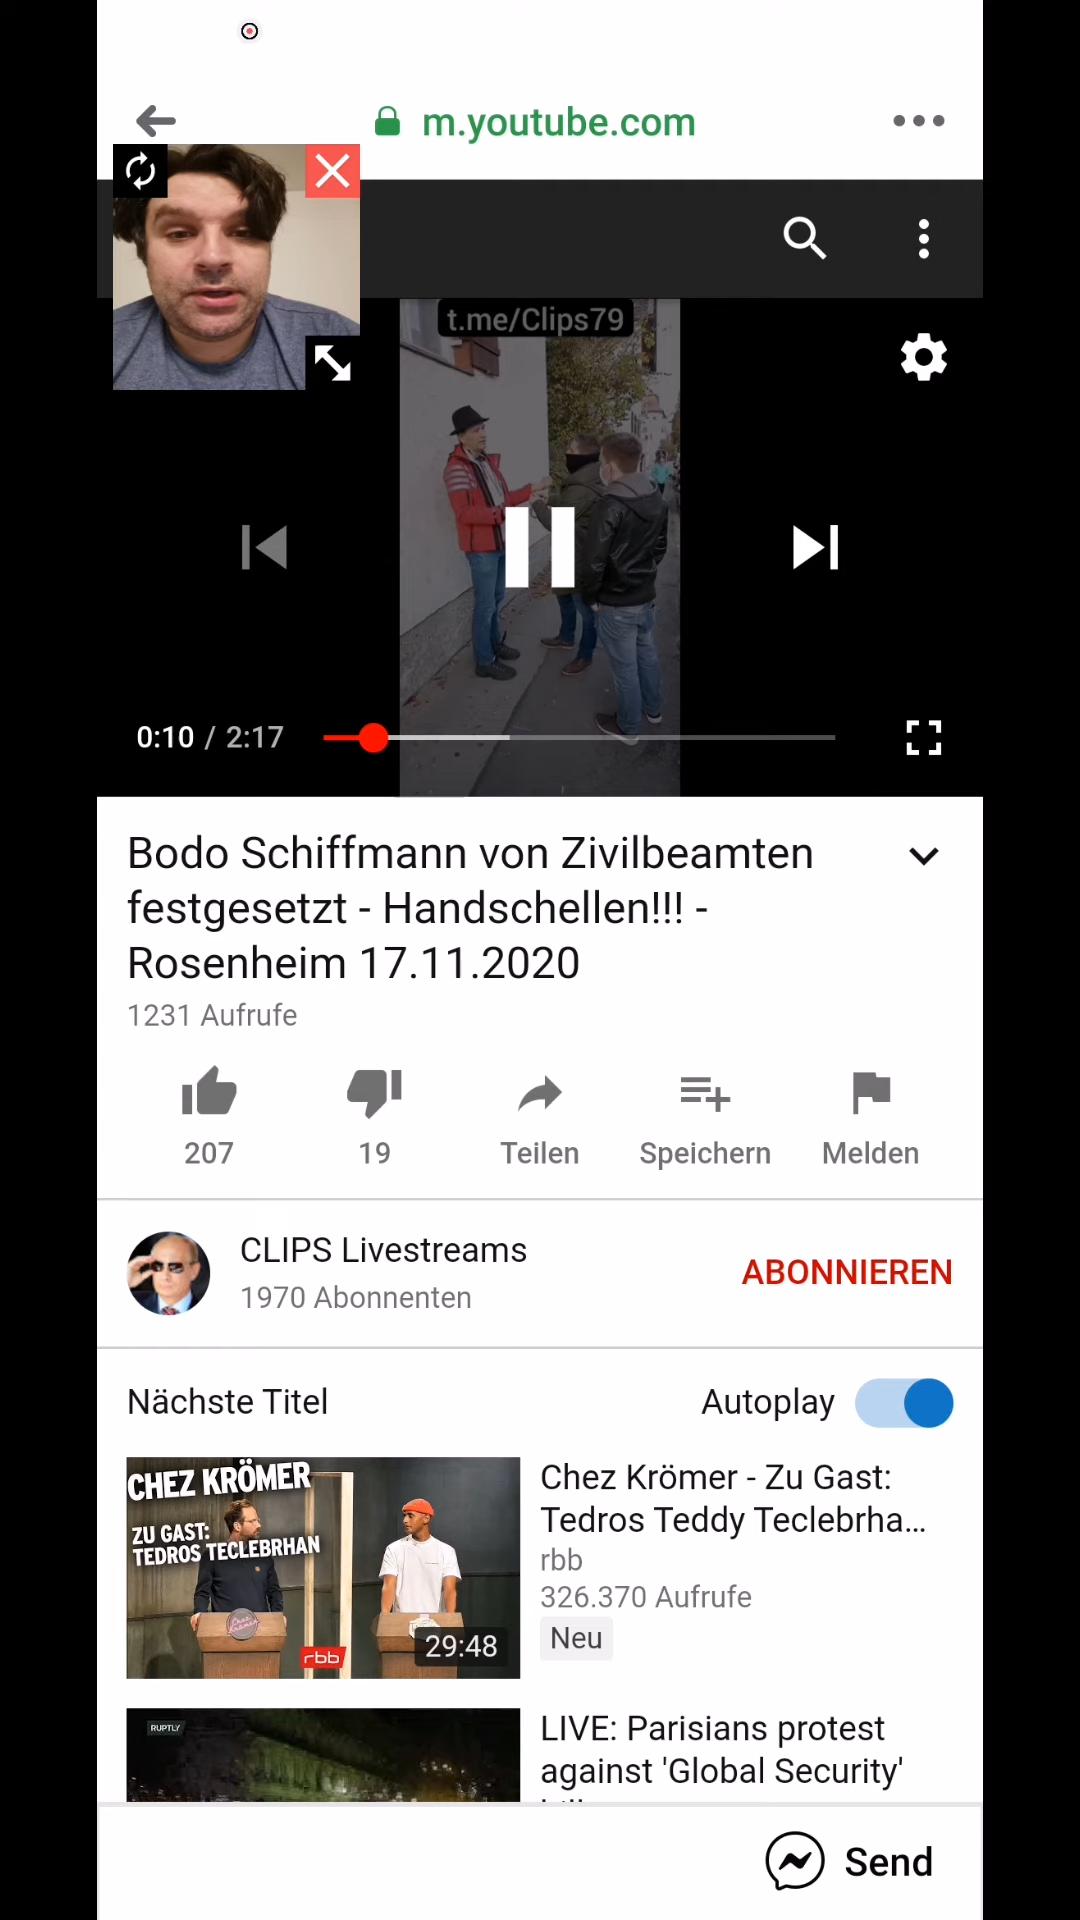 m.youtube.com
t.me/Clips79
0:10 / 2:17
Bodo Schiffmann von Zivilbeamten
festgesetzt - Handschellen!!! -
Rosenheim 17.11.2020
1231 Aufrufe
207
19
Teilen
Speichern
Melden
CLIPS Livestreams
1970 Abonnenten
ABONNIEREN
Nächste Titel
Autoplay
CHEZ KRÖMER
ZU GAST:
TEDROS TECLEBRHAN
Chez Krömer
rbb
29:48
Chez Krömer - Zu Gast:
Tedros Teddy Teclebrha...
rbb
326.370 Aufrufe
Neu
RUPTLY
LIVE: Parisians protest
against 'Global Security'
Send